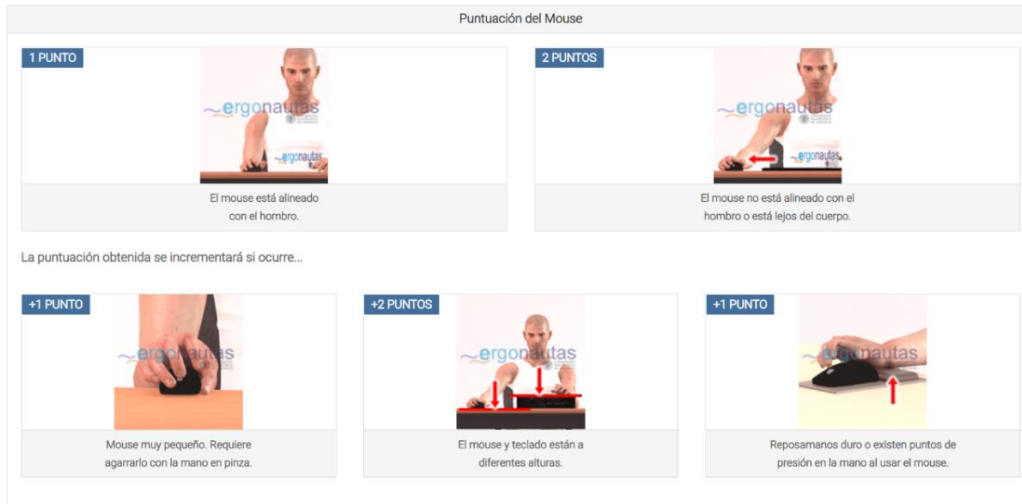 Puntuación del Mouse
1 PUNTO
2 PUNTOS
ergonautas
ergonautas
ergonautas
ergonautas
El mouse está alineado
con el hombro.
El mouse no está alineado con el
hombro o está lejos del cuerpo.
La puntuación obtenida se incrementará si ocurre...
+1 PUNTO
+2 PUNTOS
+1 PUNTO
ergonautas
ergonautas
ergonautas
Mouse muy pequeño. Requiere
agarrarlo con la mano en pinza.
El mouse y teclado están a
diferentes alturas.
Reposamanos duro o existen puntos de
presión en la mano al usar el mouse.